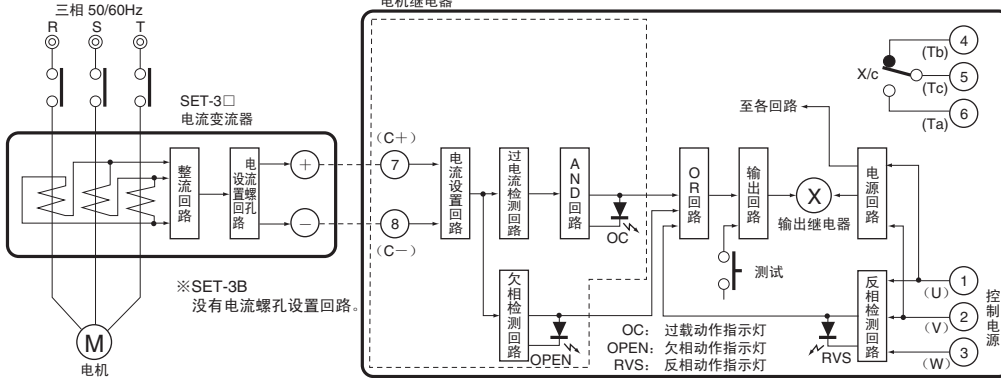 电机继电器
三相 50/60Hz
R S T
SET-3□
电流变流器
整流回路
电流螺孔设置回路
+
−
※SET-3B
没有电流螺孔设置回路。
M
电机
(C+)
7
8
(C−)
电流设置回路
过电流检测回路
AND回路
OC
欠相检测回路
OPEN
OR回路
输出回路
X
输出继电器
测试
至各回路
电源回路
反相检测回路
RVS
X/c
4
(Tb)
5
(Tc)
6
(Ta)
1
(U)
2
(V)
3
(W)
控制电源
OC: 过载动作指示灯
OPEN: 欠相动作指示灯
RVS: 反相动作指示灯